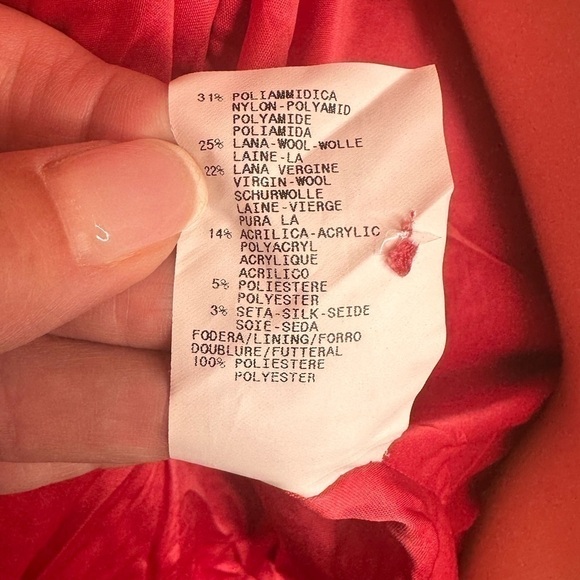 31% POLIAMMIDICA
NYLON-POLYAMID
POLYAMIDE
POLIAMIDA
25% LANA-WOOL-WOLLE
LAINE-LA
22% LANA VERGINE
VIRGIN-WOOL
SCHURWOLLE
LAINE-VIERGE
PURA LA
14% ACRILICA-ACRYLIC
POLYACRYL
ACRYLIQUE
ACRILICO
5% POLIESTERE
POLYESTER
3% SETA-SILK-SEIDE
SOIE-SEDA
FODERA/LINING/FORRO
DOUBLURE/FUTTERAL
100% POLIESTERE
POLYESTER